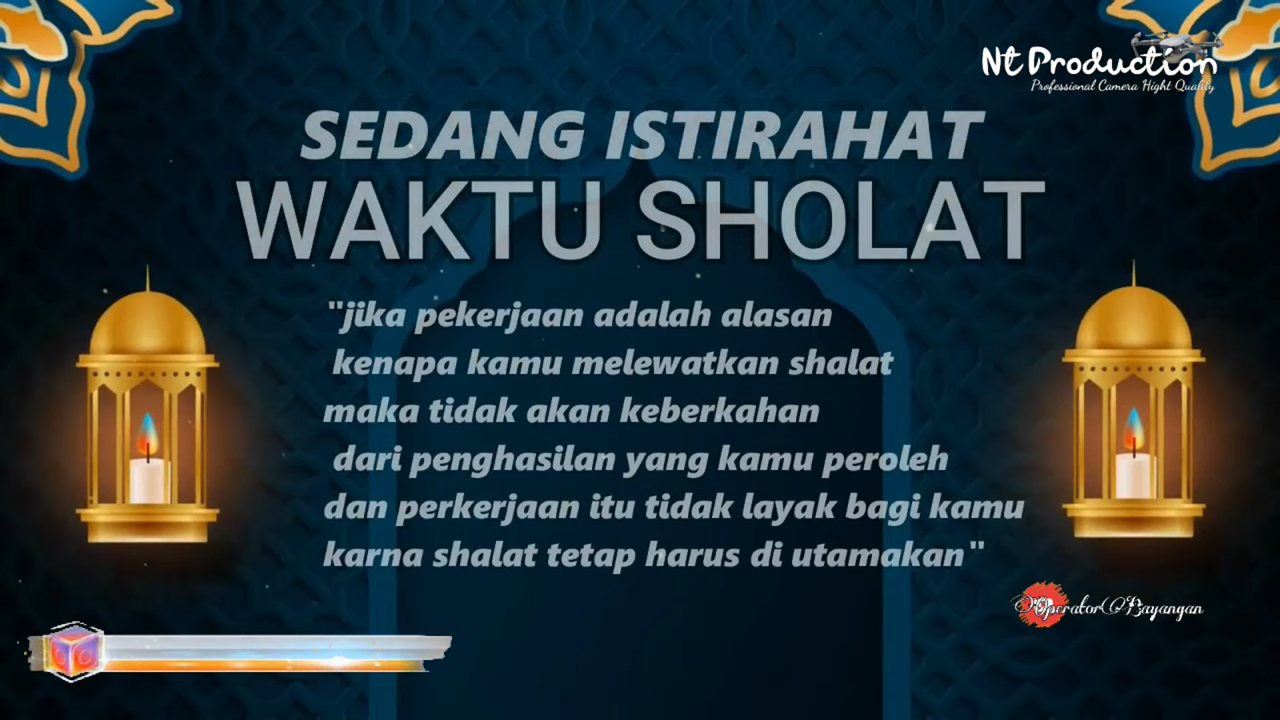 Nt Production
Professional Camera Hight Quality
SEDANG ISTIRAHAT
WAKTU SHOLAT
"jika pekerjaan adalah alasan
kenapa kamu melewatkan shalat
maka tidak akan keberkahan
dari penghasilan yang kamu peroleh
dan perkerjaan itu tidak layak bagi kamu
karna shalat tetap harus di utamakan"
Operator Bayangan